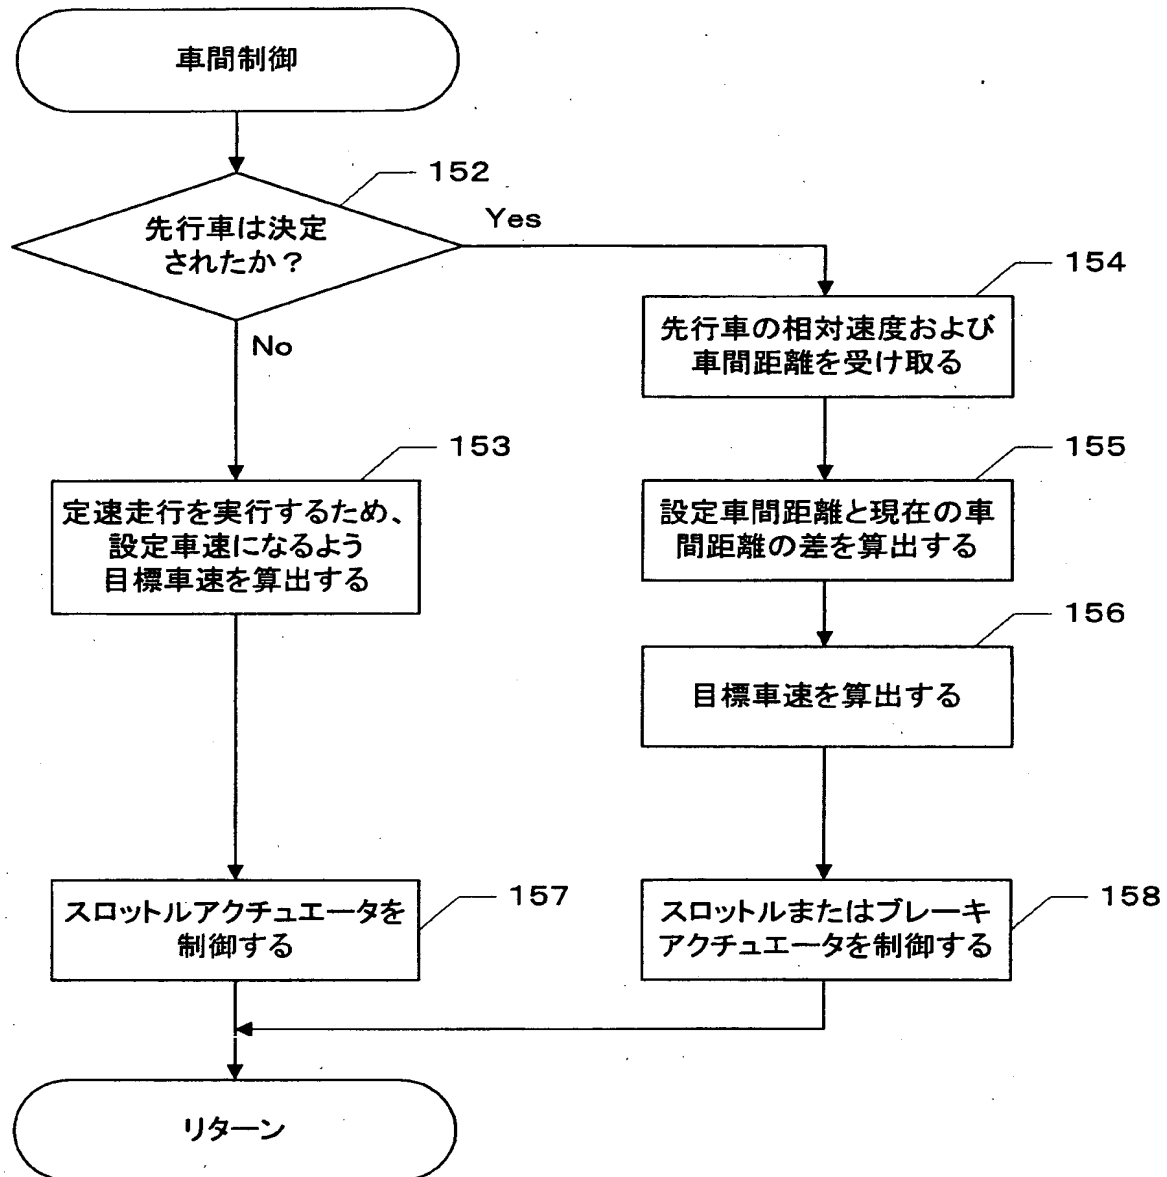 車間制御
152
先行車は決定
されたか？
Yes
No
154
先行車の相対速度および
車間距離を受け取る
153
定速走行を実行するため、
設定車速になるよう
目標車速を算出する
155
設定車間距離と現在の車
間距離の差を算出する
156
目標車速を算出する
157
スロットルアクチュエータを
制御する
158
スロットルまたはブレーキ
アクチュエータを制御する
リターン